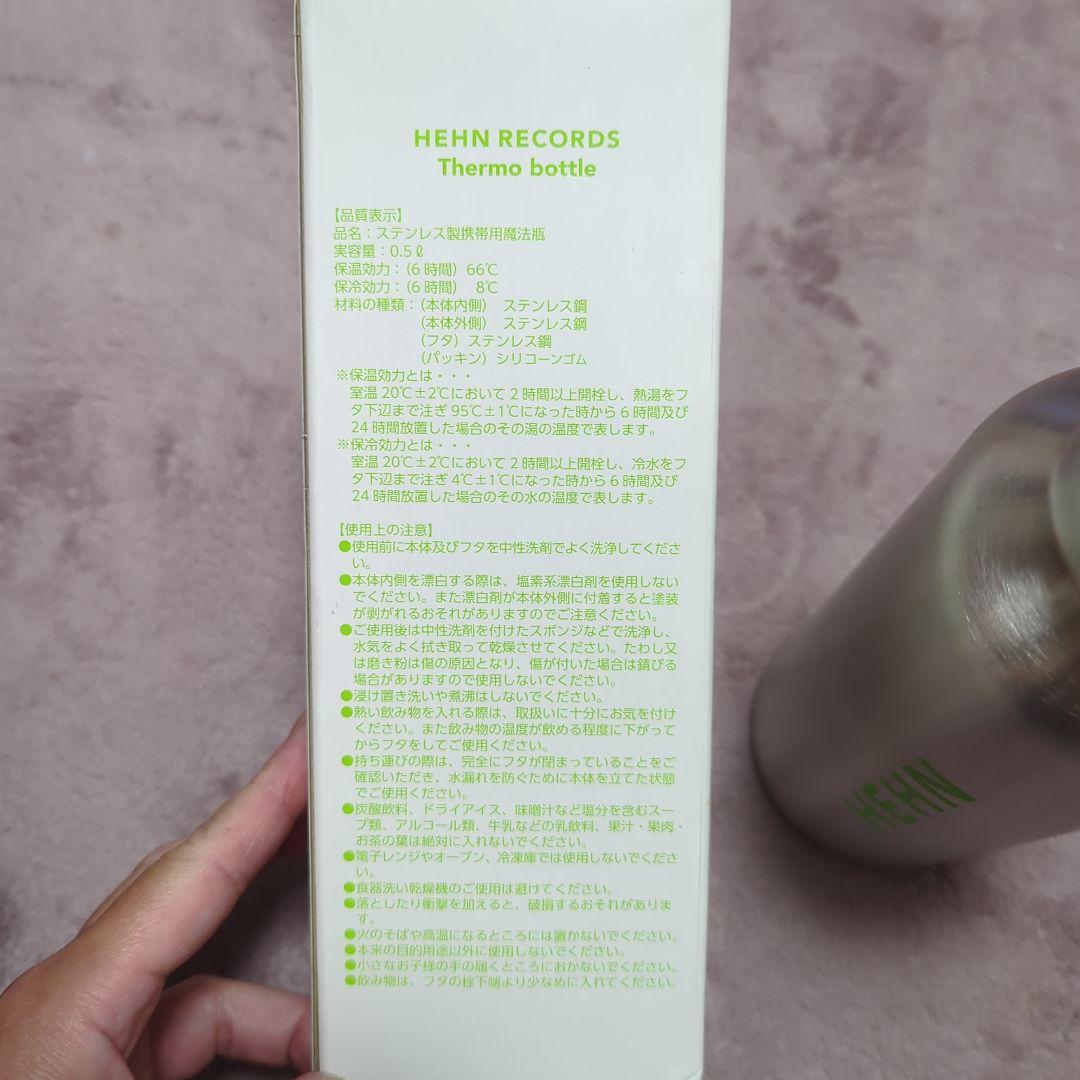 HEHN RECORDS
Thermo bottle
【品質表示】
品名：ステンレス製携帯用魔法瓶
実容量：0.5ℓ
保温効力：（6時間）66℃
保冷効力：（6時間）　8℃
材料の種類：（本体内側）　ステンレス鋼
（本体外側）　ステンレス鋼
（フタ）ステンレス鋼
（パッキン）シリコーンゴム
※保温効力とは・・・
室温20℃±2℃において2時間以上開栓し、熱湯をフ
タ下辺まで注ぎ95℃±1℃になった時から6時間及び
24時間放置した場合のその湯の温度で表します。
※保冷効力とは・・・
室温20℃±2℃において2時間以上開栓し、冷水をフ
タ下辺まで注ぎ4℃±1℃になった時から6時間及び
24時間放置した場合のその水の温度で表します。
【使用上の注意】
●使用前に本体及びフタを中性洗剤でよく洗浄してくださ
い。
●本体内側を漂白する際は、塩素系漂白剤を使用しない
でください。また漂白剤が本体外側に付着すると塗装
が剥がれるおそれがありますのでご注意ください。
●ご使用後は中性洗剤を付けたスポンジなどで洗浄し、
水気をよく拭き取って乾燥させてください。たわし又
は磨き粉は傷の原因となり、傷が付いた場合は錆びる
場合がありますので使用しないでください。
●浸け置き洗いや煮沸はしないでください。
●熱い飲み物を入れる際は、取扱いに十分にお気を付け
ください。また飲み物の温度が飲める程度に下がって
からフタをしてご使用ください。
●持ち運びの際は、完全にフタが閉まっていることをご
確認いただき、水漏れを防ぐために本体を立てた状態
でご使用ください。
●炭酸飲料、ドライアイス、味噌汁など塩分を含むスー
プ類、アルコール類、牛乳などの乳飲料、果汁・果肉・
お茶の葉は絶対に入れないでください。
●電子レンジやオーブン、冷凍庫では使用しないでくださ
い。
●食器洗い乾燥機のご使用は避けてください。
●落としたり衝撃を加えると、破損するおそれがありま
す。
●火のそばや高温になるところには置かないでください。
●本来の目的用途以外に使用しないでください。
●小さなお子様の手の届くところにおかないでください。
●飲み物は、フタの栓下端より少なめに入れてください。
HEHN